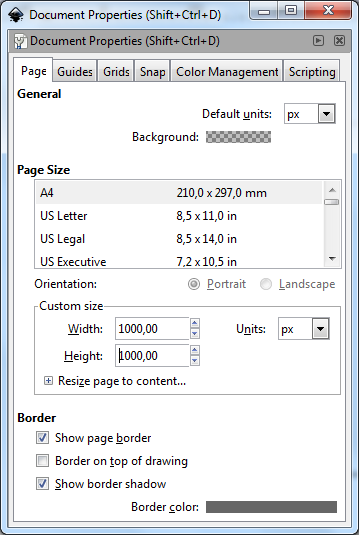 Document Properties (Shift+Ctrl+D)
Document Properties (Shift+Ctrl+D)
Page Guides Grids Snap Color Management Scripting
General
Default units: px
Background:
Page Size
A4 210,0 x 297,0 mm
US Letter 8,5 x 11,0 in
US Legal 8,5 x 14,0 in
US Executive 7,2 x 10,5 in
Orientation: Portrait Landscape
Custom size
Width: 1000,00 Units: px
Height: 1000,00
Resize page to content...
Border
Show page border
Border on top of drawing
Show border shadow
Border color: